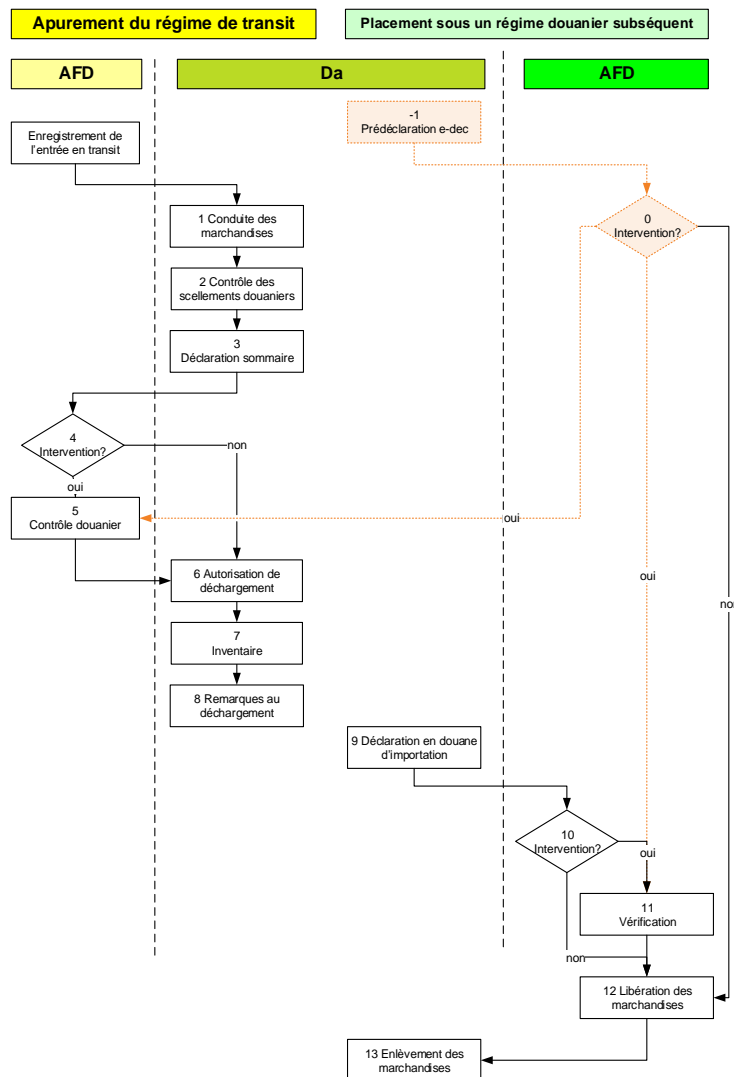 Apurement du régime de transit
Placement sous un régime douanier subséquent
AFD
Da
AFD
-1
Prédéclaration e-dec
Enregistrement de
l'entrée en transit
0
Intervention?
1 Conduite des
marchandises
2 Contrôle des
scellements douaniers
3
Déclaration sommaire
4
Intervention?
non
oui
5
Contrôle douanier
oui
6 Autorisation de
déchargement
oui
non
7
Inventaire
8 Remarques au
déchargement
9 Déclaration en douane
d'importation
10
Intervention?
oui
11
Vérification
non
12 Libération des
marchandises
13 Enlèvement des
marchandises